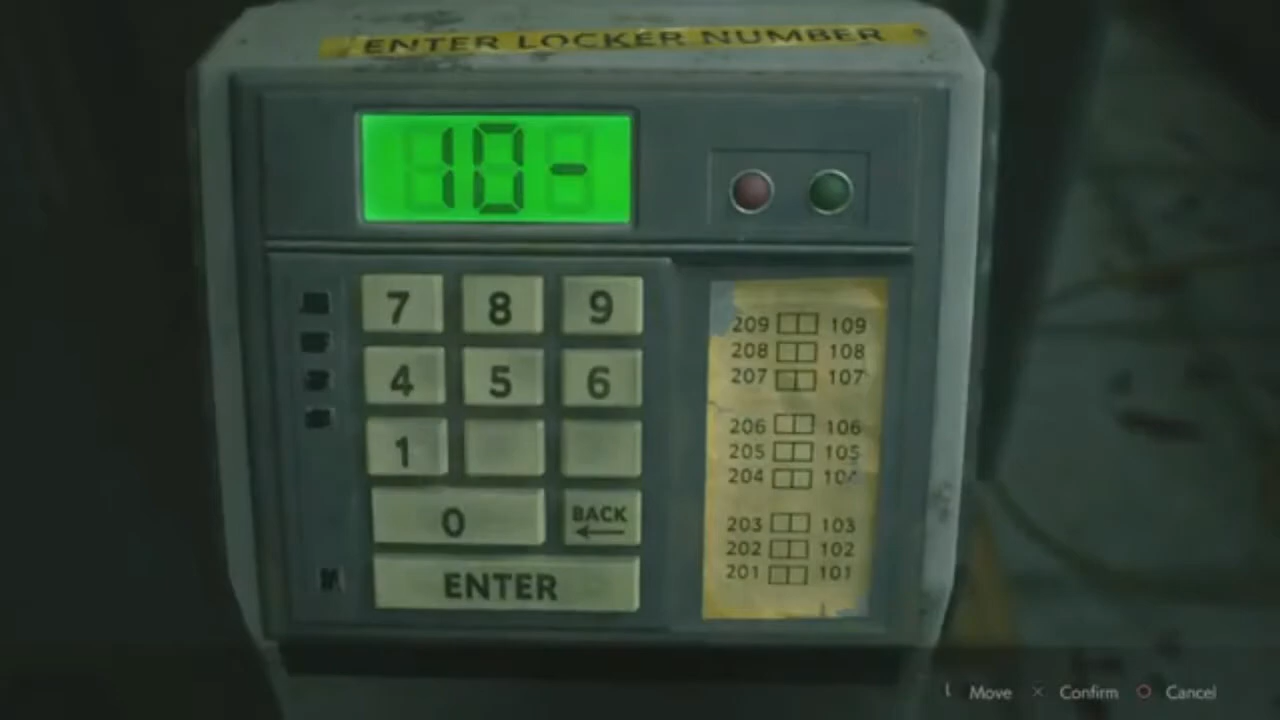 ENTER LOCKER NUMBER
10-
7 8 9
4 5 6
1
0 BACK
ENTER
209 109
208 108
207 107
206 106
205 105
204 104
203 103
202 102
201 101
Move Confirm Cancel